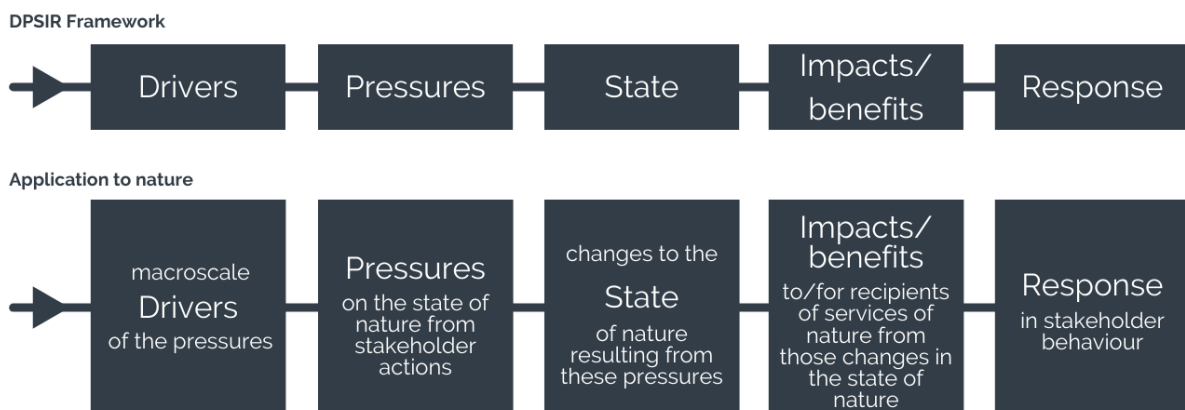 DPSIR Framework
Drivers
Pressures
State
Impacts/
benefits
Response
Application to nature
macroscale
Drivers
of the pressures
Pressures
on the state of
nature from
stakeholder
actions
changes to the
State
of nature
resulting from
these pressures
Impacts/
benefits
to/for recipients
of services of
nature from
those changes in
the state of
nature
Response
in stakeholder
behaviour